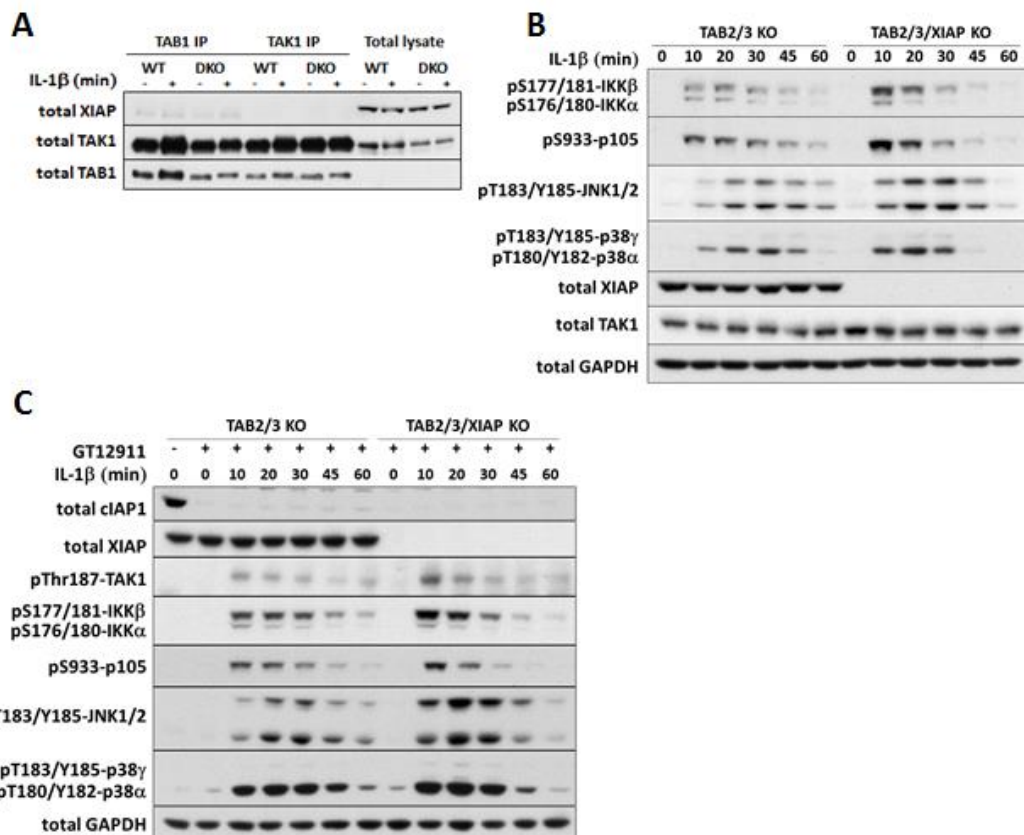 A
TAB1 IP TAK1 IP Total lysate
WT DKO WT DKO WT DKO
IL-1β (min) - + - + - + - + - + - +
total XIAP
total TAK1
total TAB1
B
TAB2/3 KO TAB2/3/XIAP KO
IL-1β (min) 0 10 20 30 45 60 0 10 20 30 45 60
pS177/181-IKKβ
pS176/180-IKKα
pS933-p105
pT183/Y185-JNK1/2
pT183/Y185-p38γ
pT180/Y182-p38α
total XIAP
total TAK1
total GAPDH
C
TAB2/3 KO TAB2/3/XIAP KO
GT12911 - + + + + + + + + + + + +
IL-1β (min) 0 0 10 20 30 45 60 0 10 20 30 45 60
total cIAP1
total XIAP
pThr187-TAK1
pS177/181-IKKβ
pS176/180-IKKα
pS933-p105
T183/Y185-JNK1/2
pT183/Y185-p38γ
pT180/Y182-p38α
total GAPDH